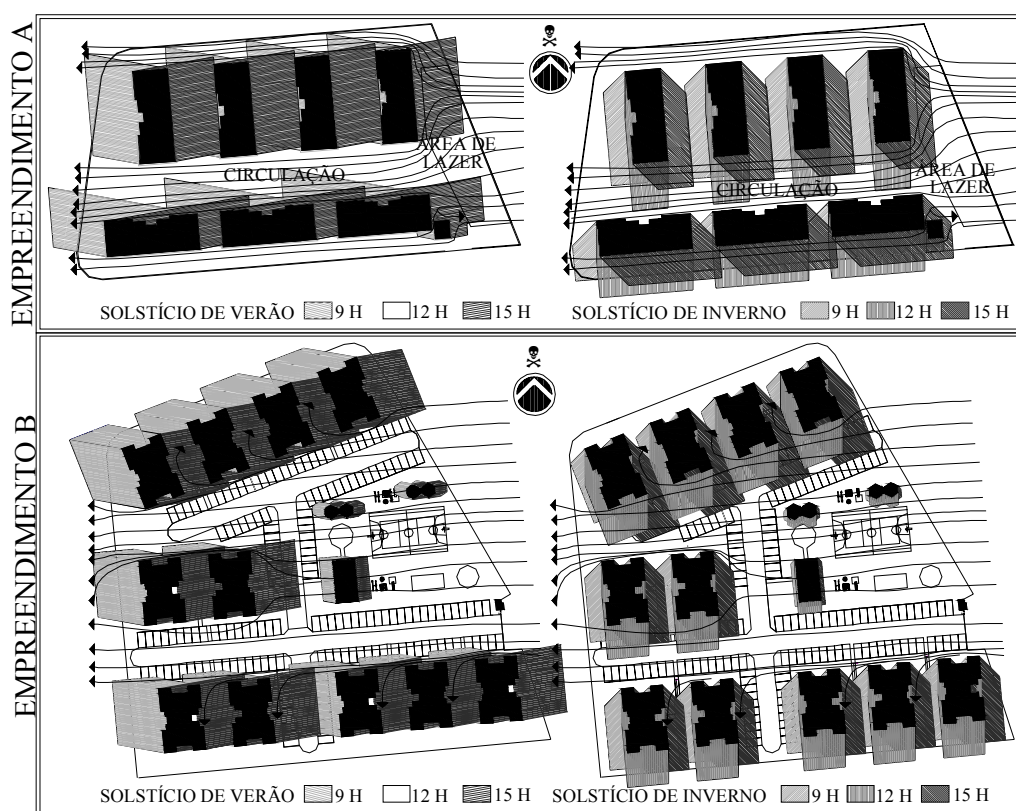 EMPREENDIMENTO A
CIRCULAÇÃO
ÁREA DE
LAZER
SOLSTÍCIO DE VERÃO 9 H 12 H 15 H
CIRCULAÇÃO
ÁREA DE
LAZER
SOLSTÍCIO DE INVERNO 9 H 12 H 15 H
EMPREENDIMENTO B
SOLSTÍCIO DE VERÃO 9 H 12 H 15 H
SOLSTÍCIO DE INVERNO 9 H 12 H 15 H